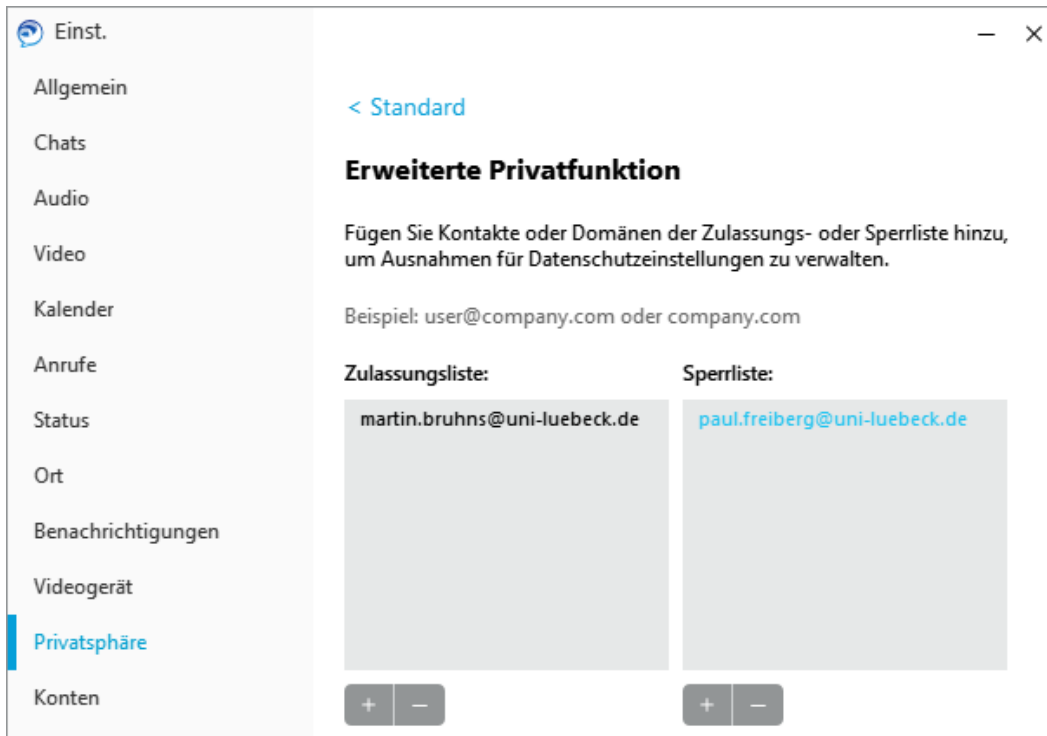 Einst.
Allgemein
Chats
Audio
Video
Kalender
Anrufe
Status
Ort
Benachrichtigungen
Videogerät
Privatsphäre
Konten
< Standard
Erweiterte Privatfunktion
Fügen Sie Kontakte oder Domänen der Zulassungs- oder Sperrliste hinzu,
um Ausnahmen für Datenschutzeinstellungen zu verwalten.
Beispiel: user@company.com oder company.com
Zulassungsliste:
martin.bruhns@uni-luebeck.de
Sperrliste:
paul.freiberg@uni-luebeck.de